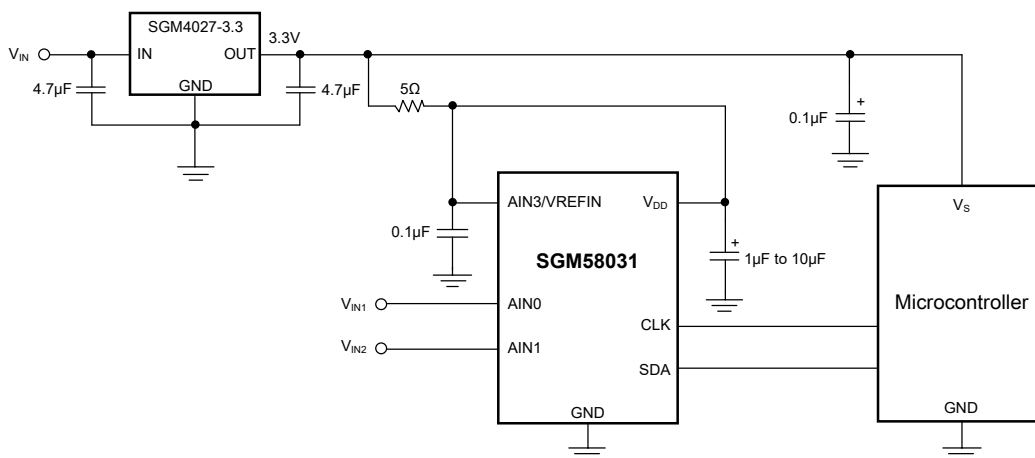 SGM4027-3.3
V_IN
IN
OUT
3.3V
GND
4.7μF
4.7μF
5Ω
0.1μF
+
AIN3/VREFIN
V_DD
V_S
0.1μF
SGM58031
+
1μF to 10μF
V_IN1
AIN0
CLK
Microcontroller
V_IN2
AIN1
SDA
GND
GND